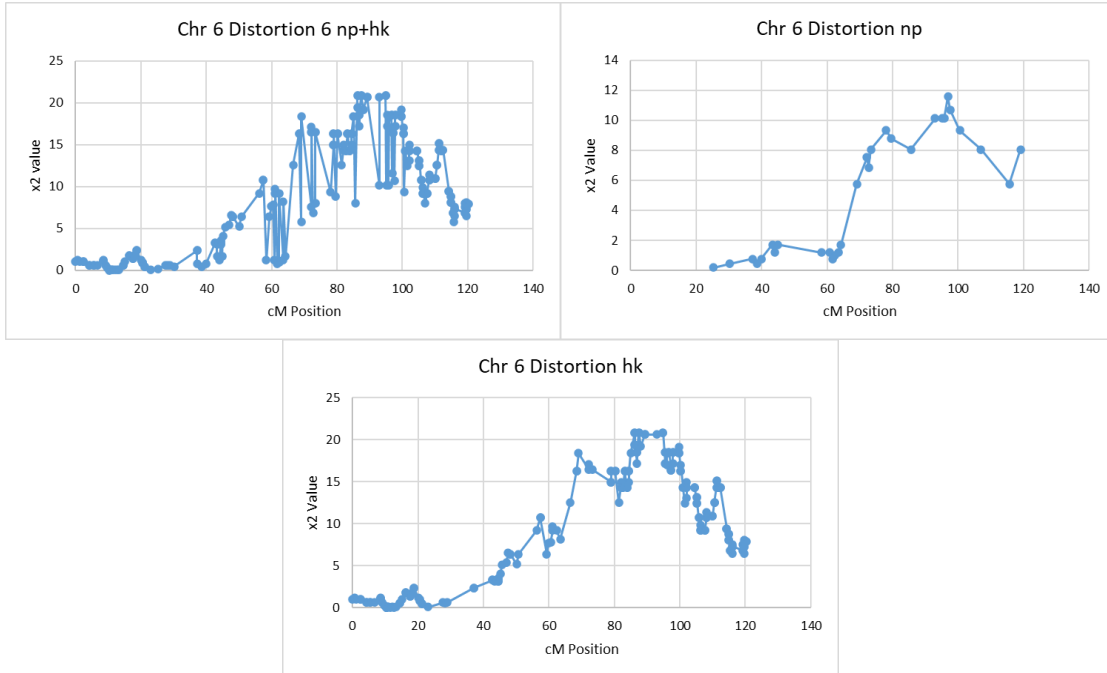 Chr 6 Distortion 6 np+hk
25
20
15
10
5
0
0 20 40 60 80 100 120 140
x2 value
cM Position
Chr 6 Distortion np
14
12
10
8
6
4
2
0
0 20 40 60 80 100 120 140
x2 Value
cM Position
Chr 6 Distortion hk
25
20
15
10
5
0
0 20 40 60 80 100 120 140
x2 Value
cM Position